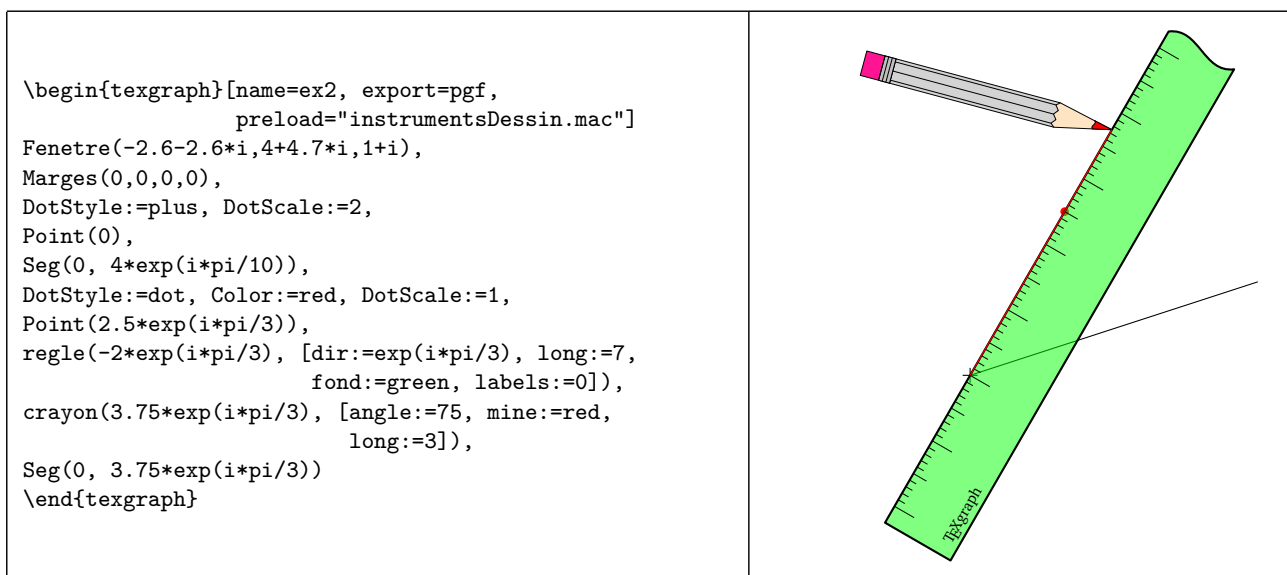 \begin{texgraph}[name=ex2, export=pgf,
preload="instrumentsDessin.mac"]
Fenetre(-2.6-2.6*i,4+4.7*i,1+i),
Marges(0,0,0,0),
DotStyle:=plus, DotScale:=2,
Point(0),
Seg(0, 4*exp(i*pi/10)),
DotStyle:=dot, Color:=red, DotScale:=1,
Point(2.5*exp(i*pi/3)),
regle(-2*exp(i*pi/3), [dir:=exp(i*pi/3), long:=7,
fond:=green, labels:=0]),
crayon(3.75*exp(i*pi/3), [angle:=75, mine:=red,
long:=3]),
Seg(0, 3.75*exp(i*pi/3))
\end{texgraph}
TEXgraph